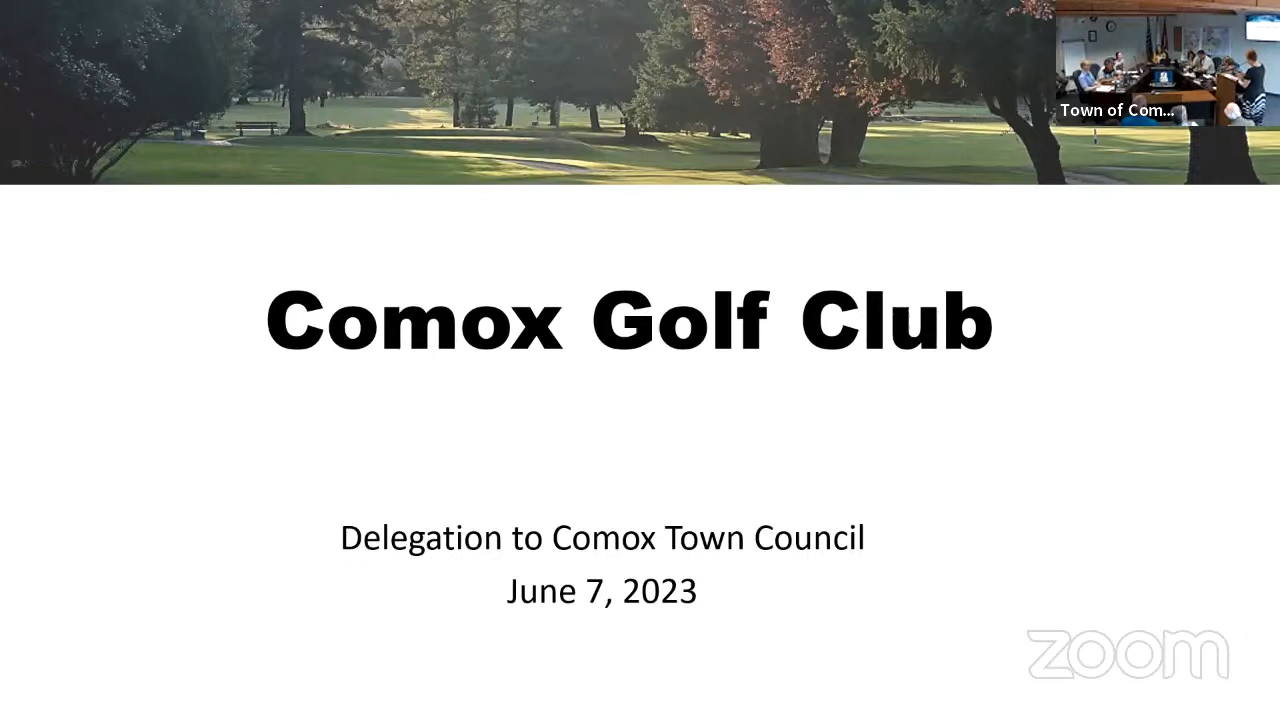 Town of Com...
Comox Golf Club
Delegation to Comox Town Council
June 7, 2023
zoom